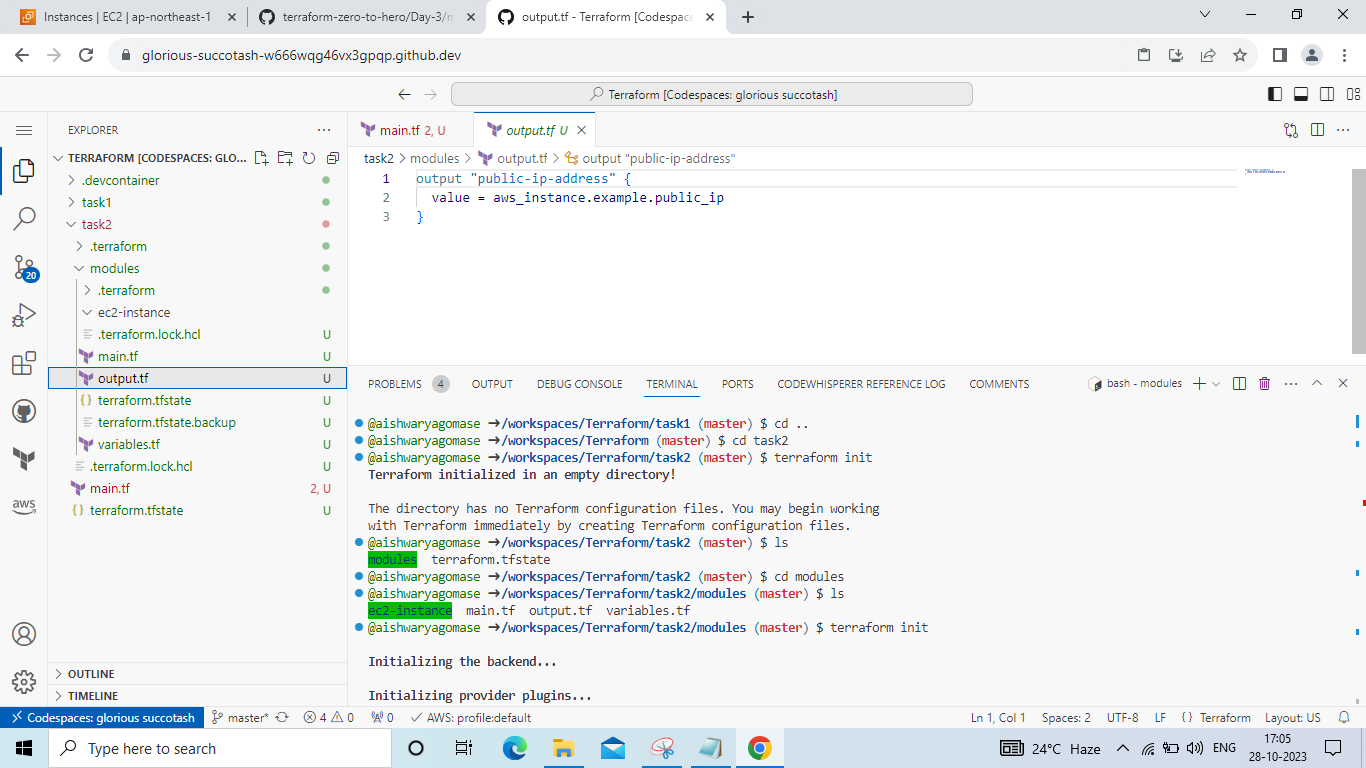 Instances | EC2 | ap-northeast-1
terraform-zero-to-hero/Day-3/m
output.tf - Terraform [Codespace
glorious-succotash-w666wqg46vx3gpqp.github.dev
Terraform [Codespaces: glorious succotash]
EXPLORER
TERRAFORM [CODESPACES: GLO...
.devcontainer
task1
task2
.terraform
modules
.terraform
ec2-instance
.terraform.lock.hcl U
main.tf U
output.tf U
terraform.tfstate U
terraform.tfstate.backup U
variables.tf U
.terraform.lock.hcl U
main.tf 2, U
terraform.tfstate U
OUTLINE
TIMELINE
20
aws
main.tf 2, U
output.tf U
task2 > modules > output.tf > output "public-ip-address"
1 output "public-ip-address" {
2 value = aws_instance.example.public_ip
3 }
PROBLEMS 4 OUTPUT DEBUG CONSOLE TERMINAL PORTS CODEWHISPERER REFERENCE LOG COMMENTS bash - modules
@aishwaryagomase ➜/workspaces/Terraform/task1 (master) $ cd ..
@aishwaryagomase ➜/workspaces/Terraform (master) $ cd task2
@aishwaryagomase ➜/workspaces/Terraform/task2 (master) $ terraform init
Terraform initialized in an empty directory!
The directory has no Terraform configuration files. You may begin working
with Terraform immediately by creating Terraform configuration files.
@aishwaryagomase ➜/workspaces/Terraform/task2 (master) $ ls
modules terraform.tfstate
@aishwaryagomase ➜/workspaces/Terraform/task2 (master) $ cd modules
@aishwaryagomase ➜/workspaces/Terraform/task2/modules (master) $ ls
ec2-instance main.tf output.tf variables.tf
@aishwaryagomase ➜/workspaces/Terraform/task2/modules (master) $ terraform init
Initializing the backend...
Initializing provider plugins...
Codespaces: glorious succotash master* 4 0 0 AWS: profile:default Ln 1, Col 1 Spaces: 2 UTF-8 LF {} Terraform Layout: US
Type here to search
24°C Haze
ENG
17:05
28-10-2023